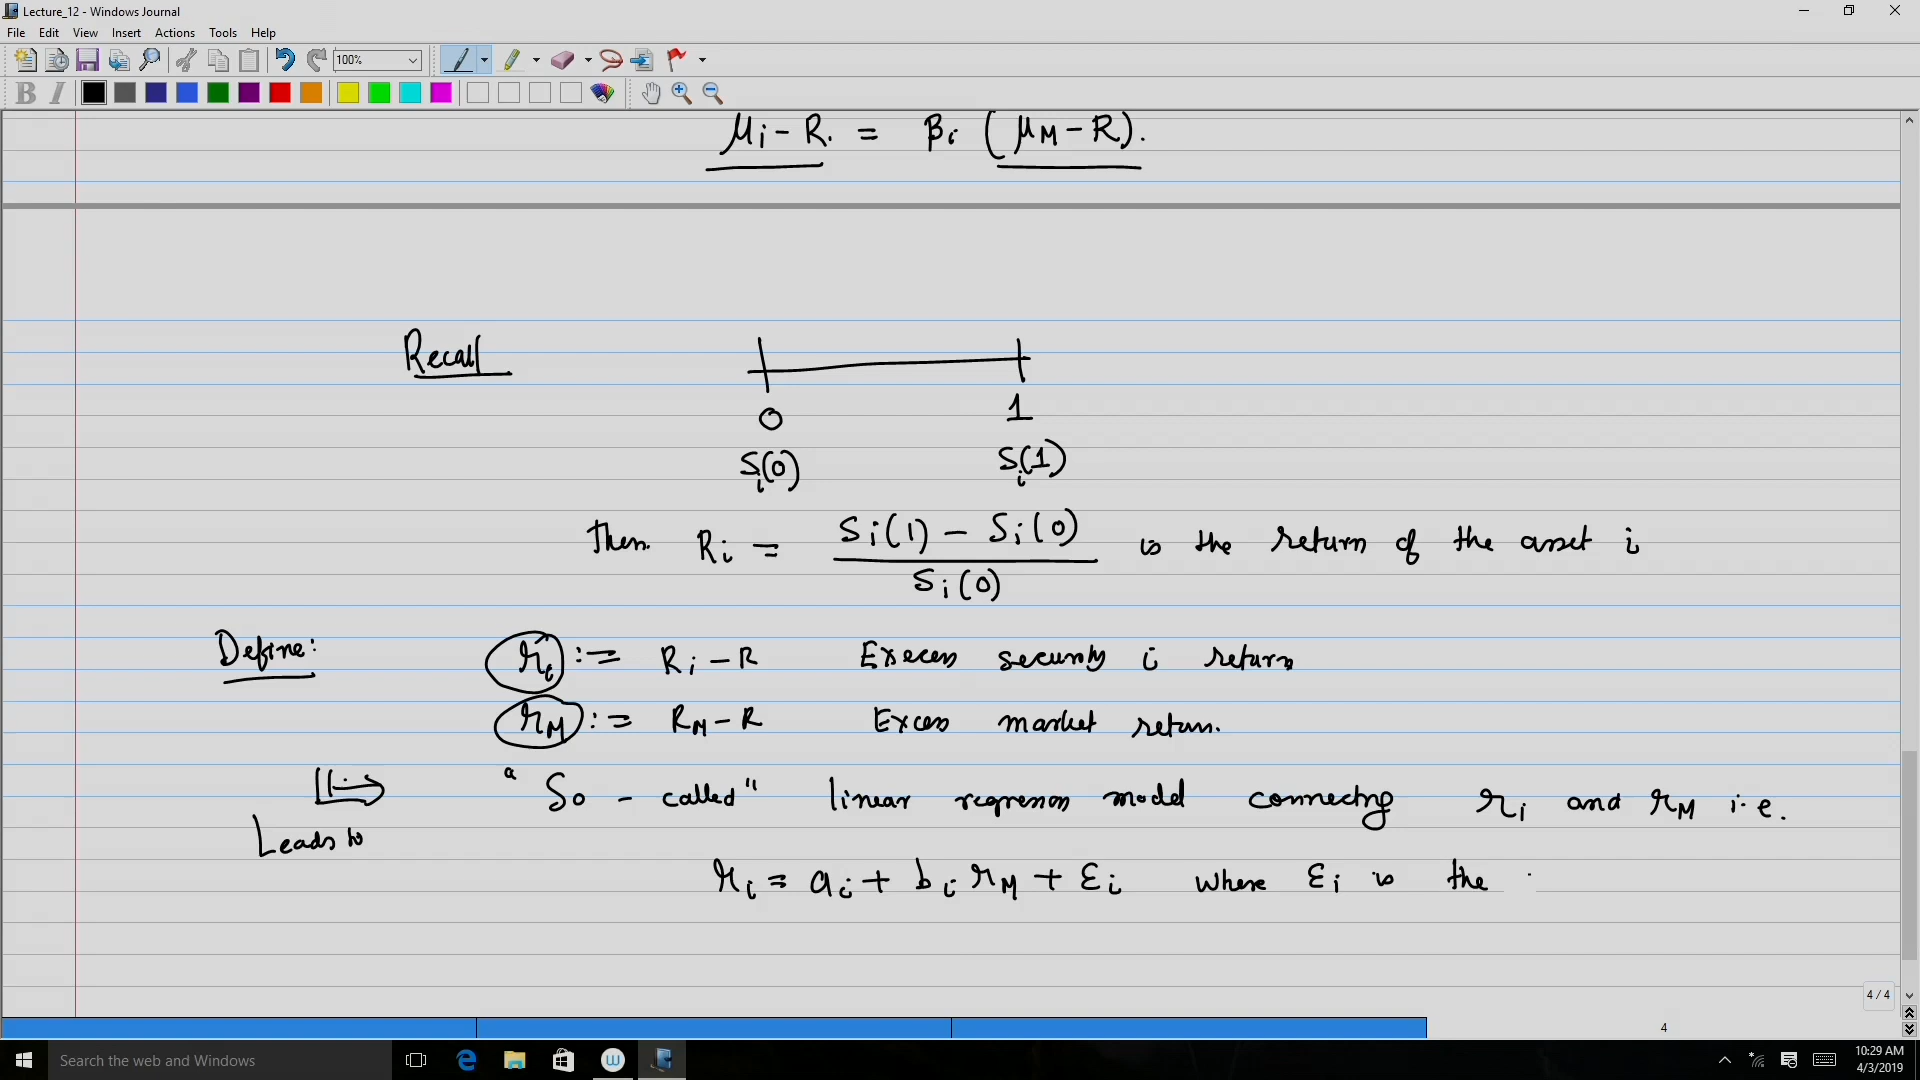 Lecture_12 - Windows Journal
File Edit View Insert Actions Tools Help
100%
B I
μi - R. = βi (μM - R).
Recall
0 1
Si(0) Si(1)
Then Ri = (Si(1) - Si(0)) / Si(0) is the return of the asset i
Define: ri := Ri - R Excess security i return
rM := RM - R Excess market return.
"So-called" linear regression model connecting ri and rM i.e.
Leads to
ri = ai + bi rM + εi where εi is the
4 / 4
4
Search the web and Windows
10:29 AM
4/3/2019